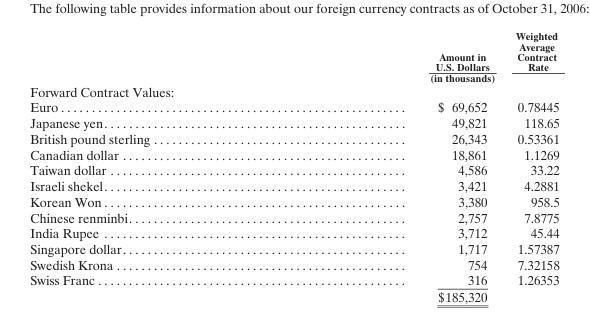 The following table provides information about our foreign currency contracts as of October 31, 2006:
Weighted
Average
Amount in Contract
U.S. Dollars Rate
(in thousands)
Forward Contract Values:
Euro . . . . . . . . . . . . . . . . . . . . . . . . . . . . $ 69,652 0.78445
Japanese yen. . . . . . . . . . . . . . . . . . . . . . . . 49,821 118.65
British pound sterling . . . . . . . . . . . . . . . . . . . . 26,343 0.53361
Canadian dollar . . . . . . . . . . . . . . . . . . . . . . . 18,861 1.1269
Taiwan dollar . . . . . . . . . . . . . . . . . . . . . . . . 4,586 33.22
Israeli shekel. . . . . . . . . . . . . . . . . . . . . . . . 3,421 4.2881
Korean Won . . . . . . . . . . . . . . . . . . . . . . . . . 3,380 958.5
Chinese renminbi. . . . . . . . . . . . . . . . . . . . . . . 2,757 7.8775
India Rupee . . . . . . . . . . . . . . . . . . . . . . . . . 3,712 45.44
Singapore dollar. . . . . . . . . . . . . . . . . . . . . . . 1,717 1.57387
Swedish Krona . . . . . . . . . . . . . . . . . . . . . . . . 754 7.32158
Swiss Franc . . . . . . . . . . . . . . . . . . . . . . . . . 316 1.26353
$185,320